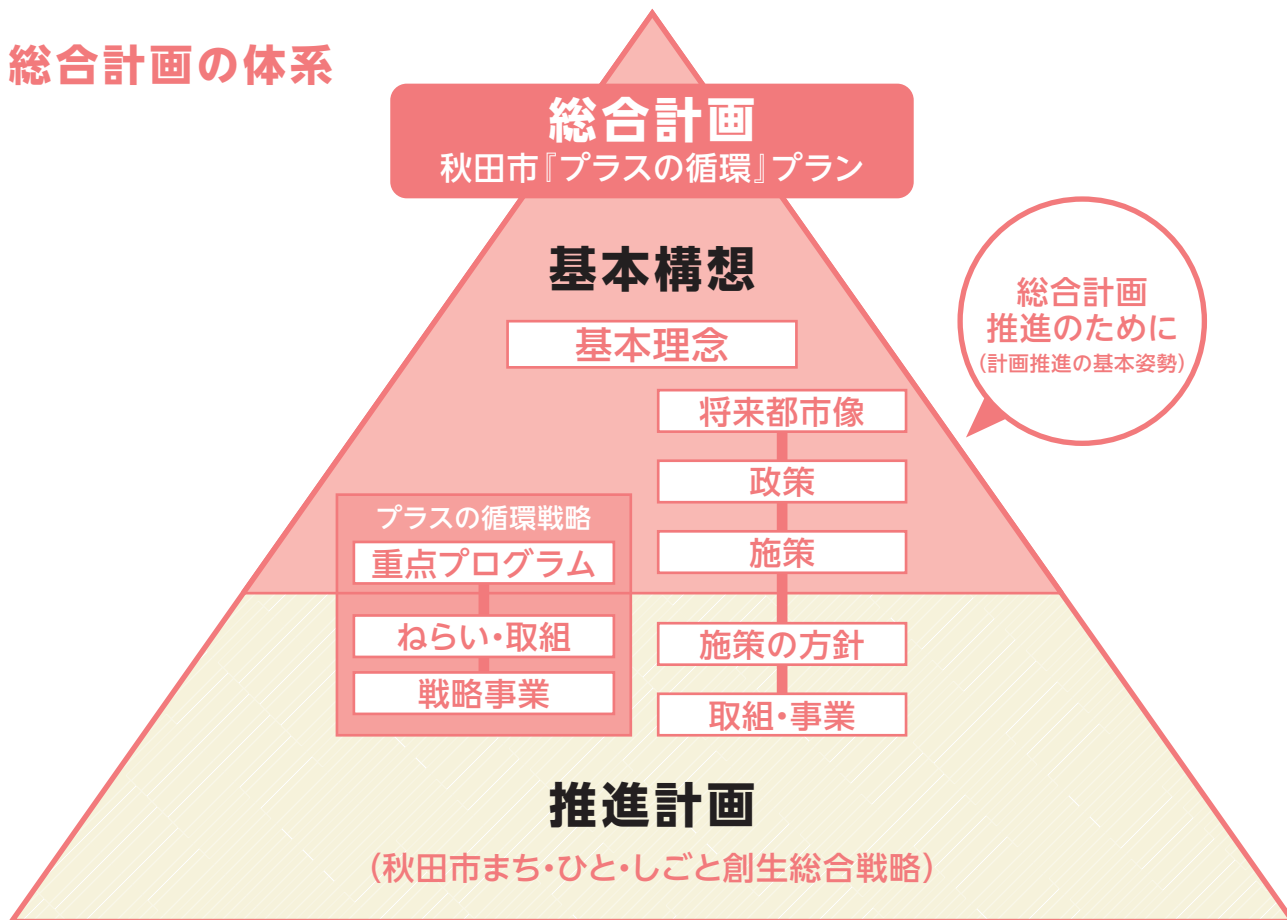 総合計画の体系
総合計画
秋田市『プラスの循環』プラン
基本構想
基本理念
総合計画
推進のために
(計画推進の基本姿勢)
将来都市像
政策
施策
プラスの循環戦略
重点プログラム
ねらい・取組
戦略事業
施策の方針
取組・事業
推進計画
(秋田市まち・ひと・しごと創生総合戦略)